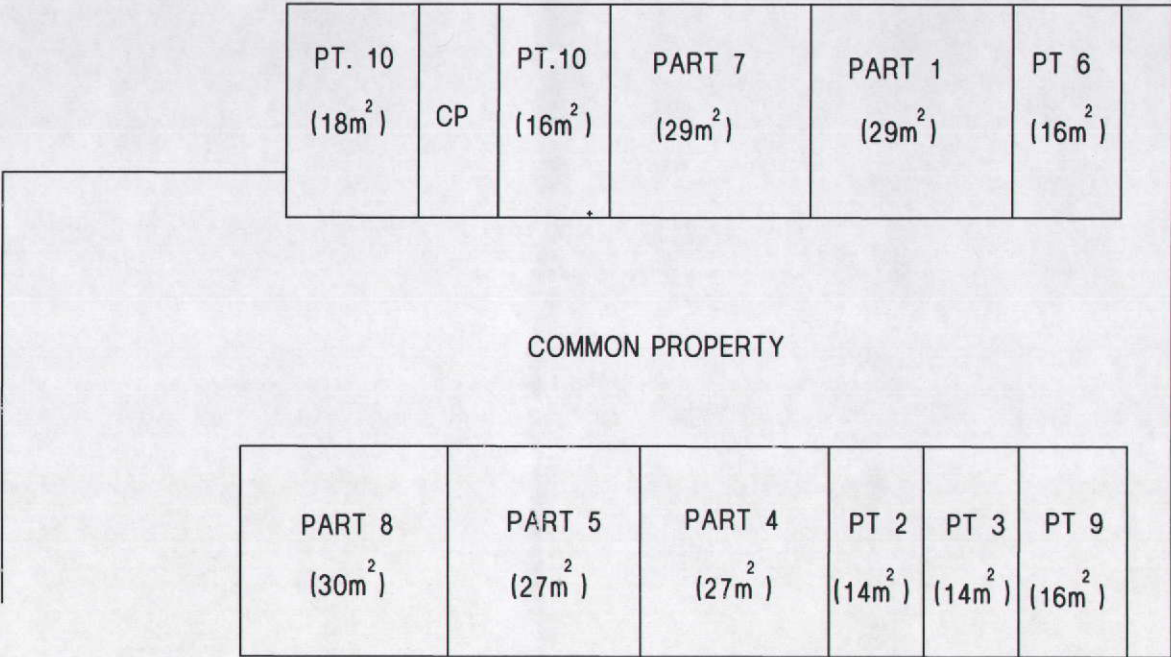 PT. 10
(18m²)
CP
PT.10
(16m²)
PART 7
(29m²)
PART 1
(29m²)
PT 6
(16m²)
COMMON PROPERTY
PART 8
(30m²)
PART 5
(27m²)
PART 4
(27m²)
PT 2
(14m²)
PT 3
(14m²)
PT 9
(16m²)